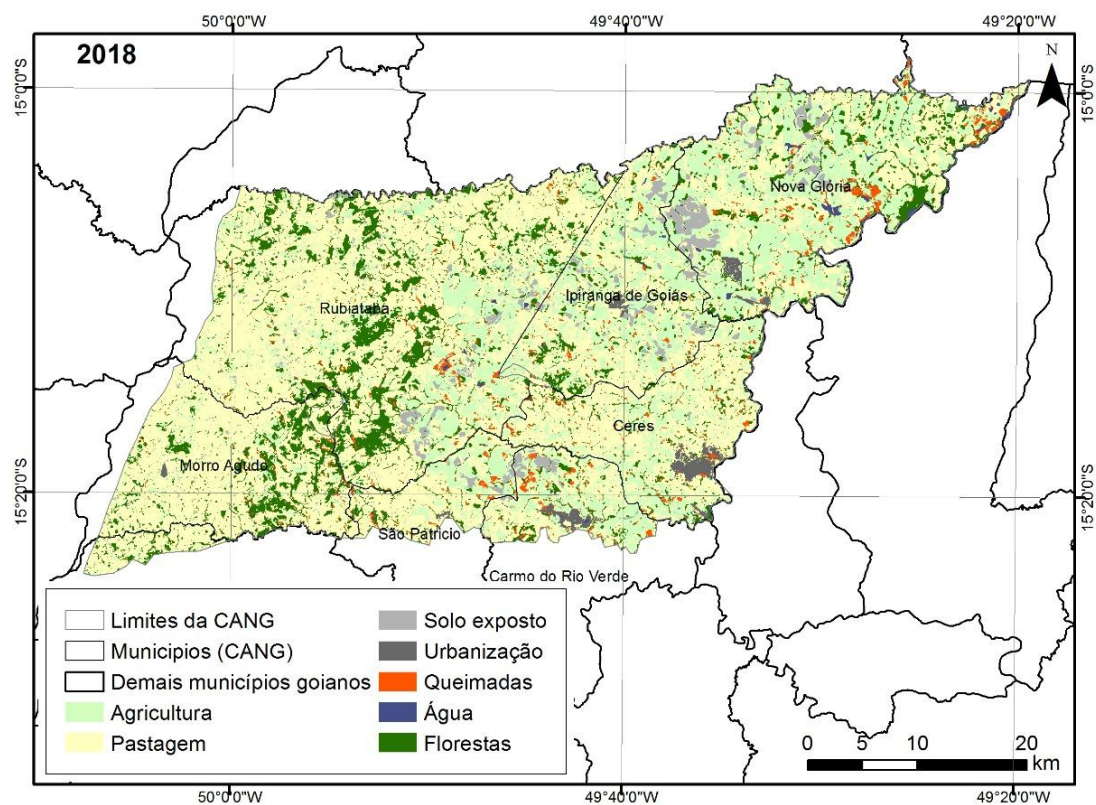 50°0'0"W
49°40'0"W
49°20'0"W
2018
N
15°0'0"S
15°0'0"S
Nova Glória
Ipiranga de Goiás
Rubiataba
Ceres
Morro Agudo
15°20'0"S
15°20'0"S
São Patrício
Carmo do Rio Verde
Limites da CANG
Municipios (CANG)
Demais municípios goianos
Agricultura
Pastagem
Solo exposto
Urbanização
Queimadas
Água
Florestas
0 5 10 20
km
50°0'0"W
49°40'0"W
49°20'0"W